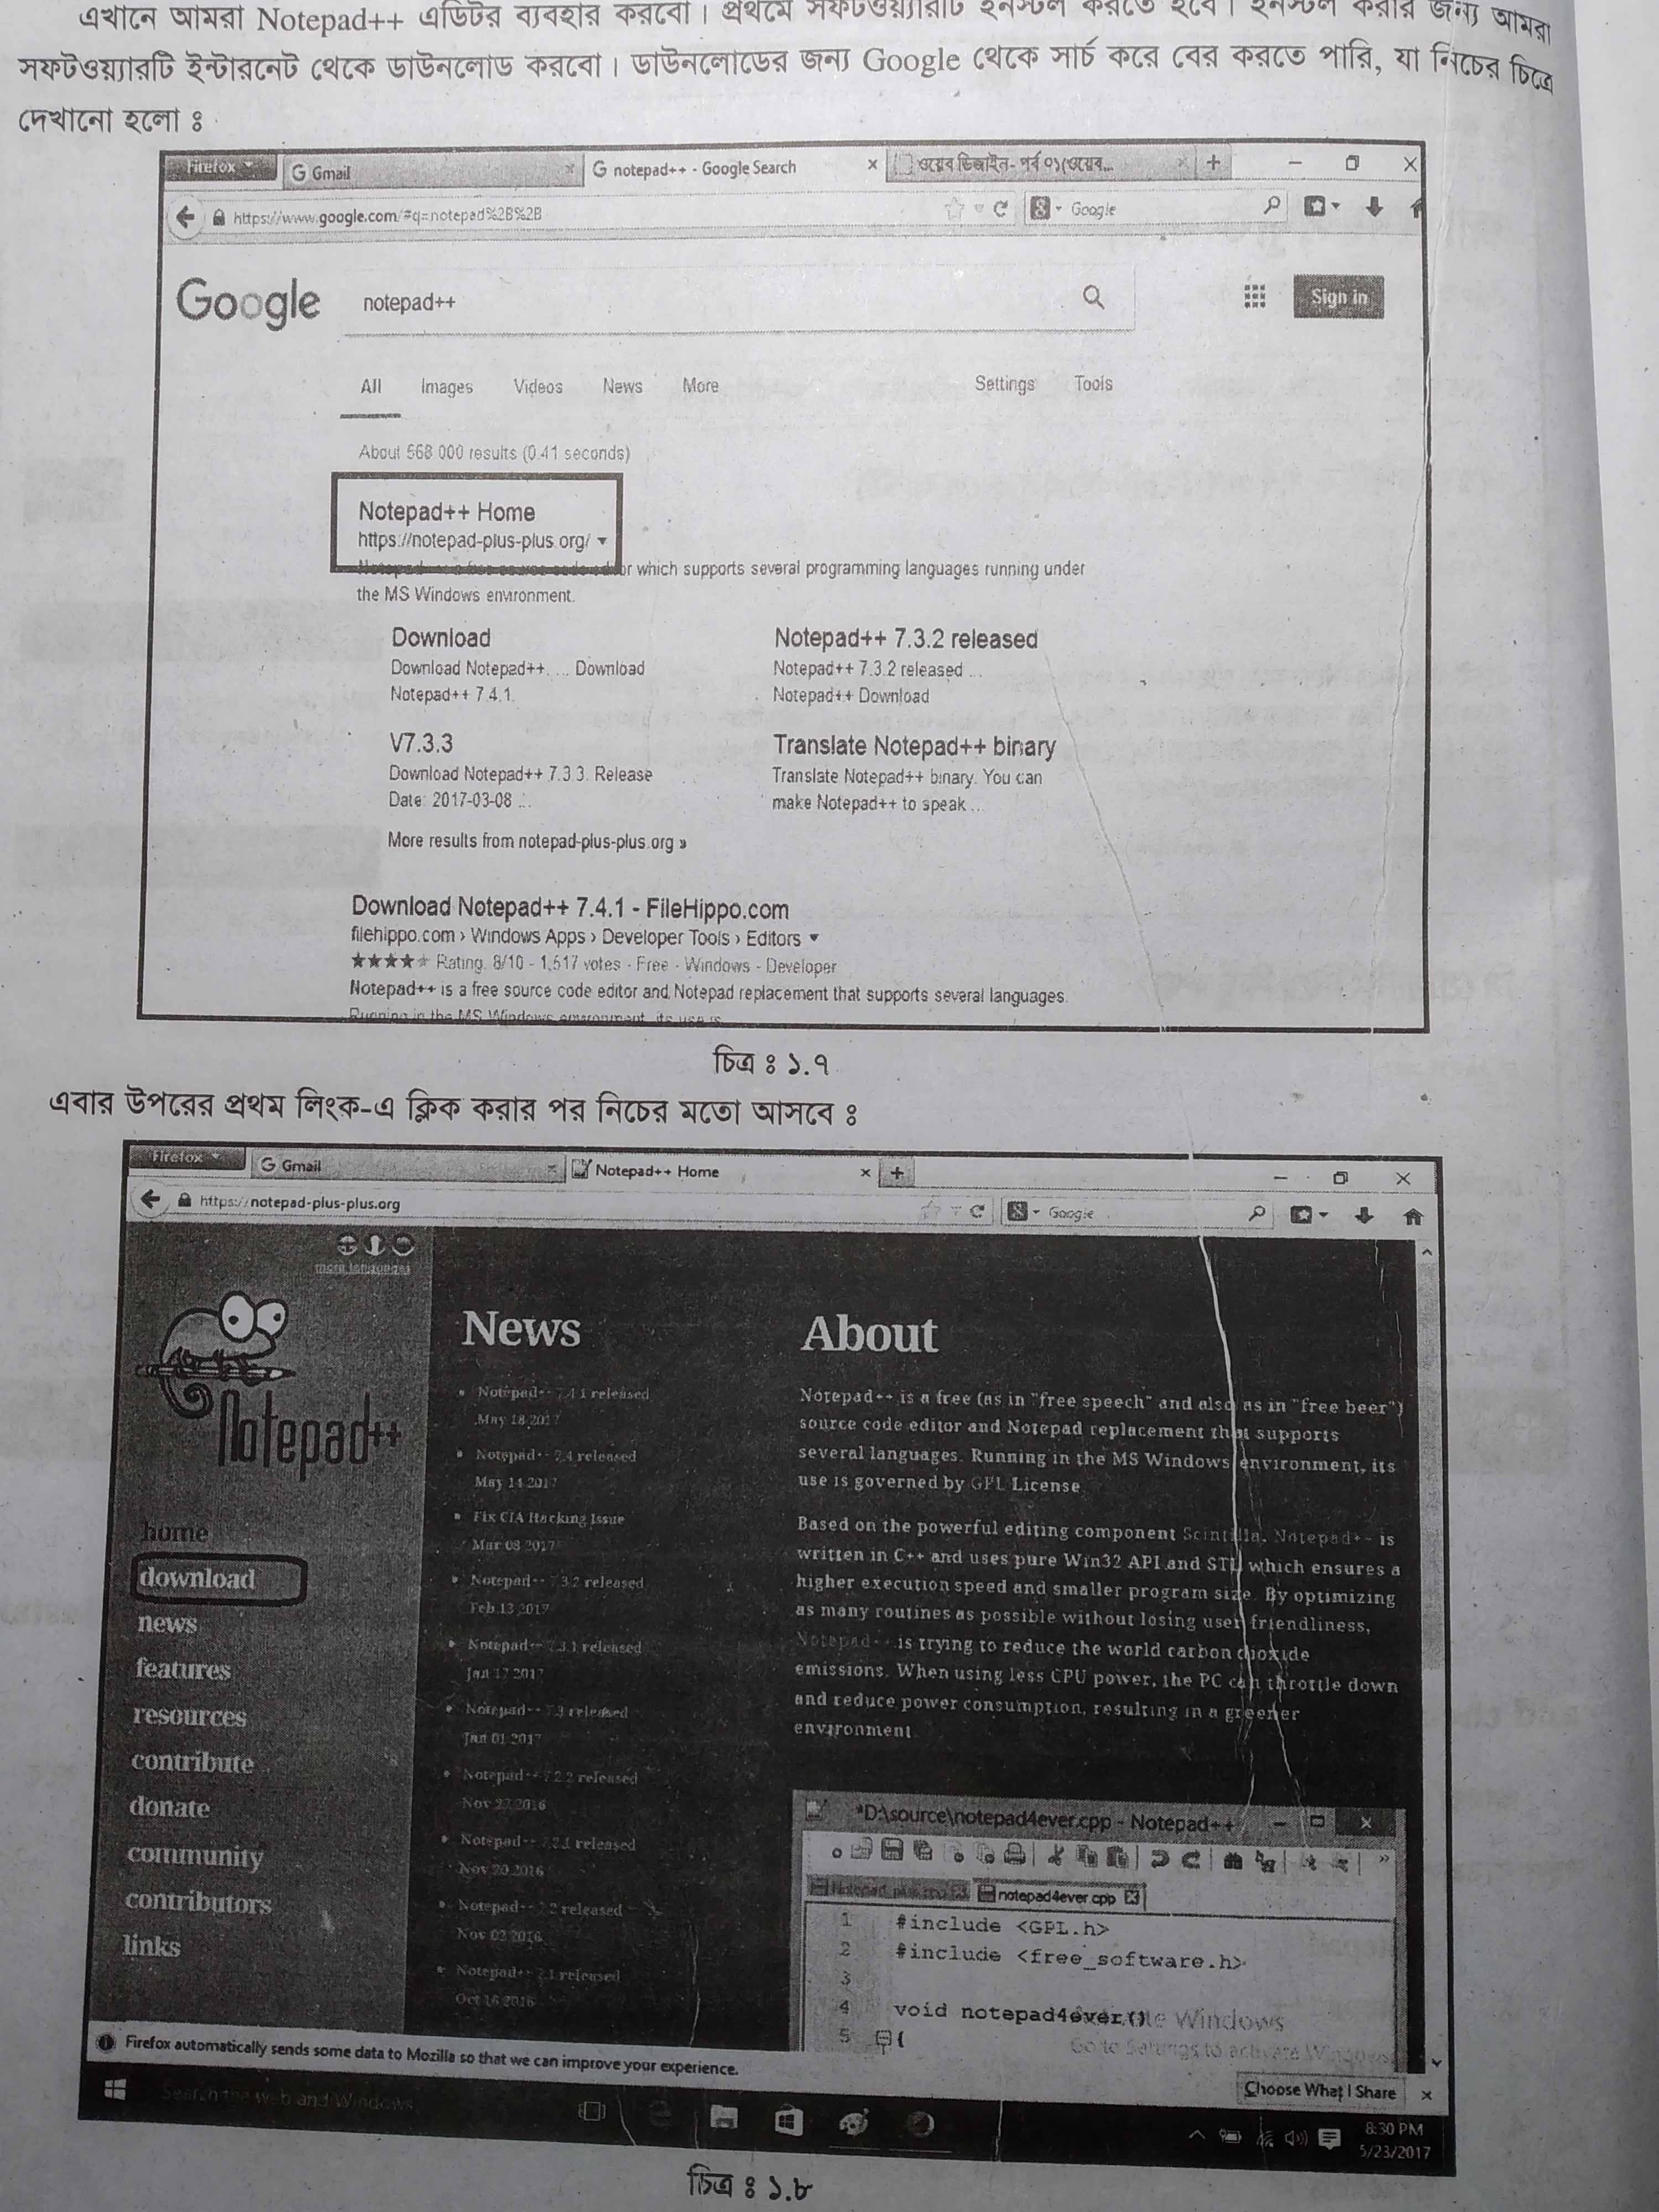 এখানে আমরা Notepad++ এডিটর ব্যবহার করবো। প্রথমে সফটওয়্যারটি ইনস্টল করতে হবে। ইনস্টল করার জন্য আমরা
সফটওয়্যারটি ইন্টারনেট থেকে ডাউনলোড করবো। ডাউনলোডের জন্য Google থেকে সার্চ করে বের করতে পারি, যা নিচের চিত্রে
দেখানো হলো ঃ
Firefox
G Gmail
G notepad++ - Google Search
ওয়েব ডিজাইন- পর্ব ০১(ওয়েব...
https://www.google.com/#q=notepad%2B%2B
Google
Google
notepad++
Sign in
All Images Videos News More Settings Tools
About 568 000 results (0.41 seconds)
Notepad++ Home
https://notepad-plus-plus.org/
which supports several programming languages running under
the MS Windows environment.
Download
Download Notepad++. ... Download
Notepad++ 7.4.1.
Notepad++ 7.3.2 released
Notepad++ 7.3.2 released ...
Notepad++ Download
V7.3.3
Download Notepad++ 7.3.3. Release
Date: 2017-03-08 ...
Translate Notepad++ binary
Translate Notepad++ binary. You can
make Notepad++ to speak ...
More results from notepad-plus-plus.org »
Download Notepad++ 7.4.1 - FileHippo.com
filehippo.com › Windows Apps › Developer Tools › Editors
★★★★★ Rating: 8/10 - 1,517 votes - Free - Windows - Developer
Notepad++ is a free source code editor and Notepad replacement that supports several languages.
Running in the MS Windows environment, its use is
চিত্র ঃ ১.৭
এবার উপরের প্রথম লিংক-এ ক্লিক করার পর নিচের মতো আসবে ঃ
Firefox
G Gmail
Notepad++ Home
https://notepad-plus-plus.org
Google
more languages
Notepad++
home
download
news
features
resources
contribute
donate
community
contributors
links
News
Notepad++ 7.4.1 released
May 18 2017
Notepad++ 7.4 released
May 14 2017
Fix CIA Hacking Issue
Mar 08 2017
Notepad++ 7.3.2 released
Feb 13 2017
Notepad++ 7.3.1 released
Jan 17 2017
Notepad++ 7.3 released
Jan 01 2017
Notepad++ 7.2.2 released
Nov 27 2016
Notepad++ 7.2.1 released
Nov 20 2016
Notepad++ 7.2 released
Nov 02 2016
Notepad++ 7.1 released
Oct 16 2016
About
Notepad++ is a free (as in "free speech" and also as in "free beer")
source code editor and Notepad replacement that supports
several languages. Running in the MS Windows environment, its
use is governed by GPL License.
Based on the powerful editing component Scintilla, Notepad++ is
written in C++ and uses pure Win32 API and STL which ensures a
higher execution speed and smaller program size. By optimizing
as many routines as possible without losing user friendliness,
Notepad++ is trying to reduce the world carbon dioxide
emissions. When using less CPU power, the PC can throttle down
and reduce power consumption, resulting in a greener
environment.
*D:\source\notepad4ever.cpp - Notepad++
notepad4ever.cpp
1 #include <GPL.h>
2 #include <free_software.h>
3
4 void notepad4ever()
5 {
Windows
Go to Settings to activate Windows
Firefox automatically sends some data to Mozilla so that we can improve your experience.
Choose What I Share
Search the web and Windows
8:30 PM
5/23/2017
চিত্র ঃ ১.৮